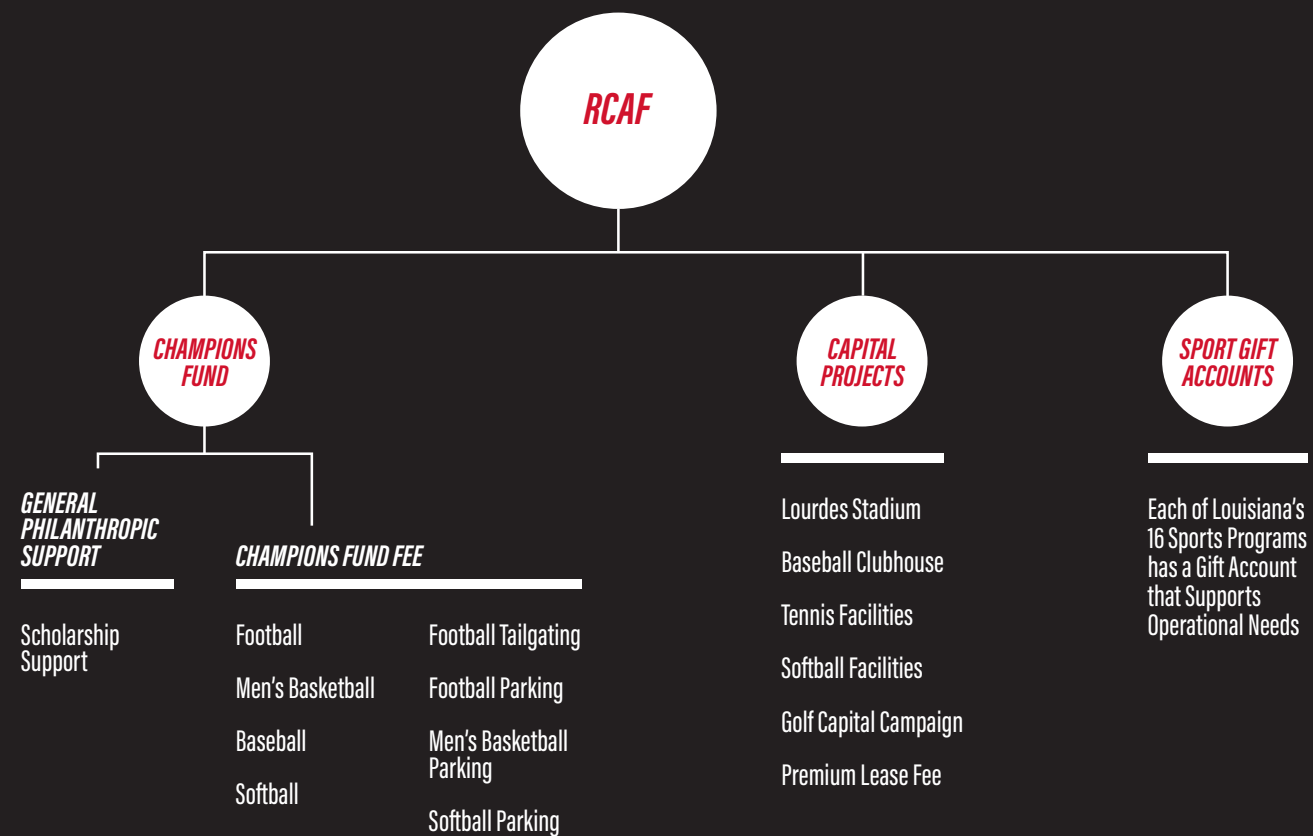 RCAF
CHAMPIONS
FUND
CAPITAL
PROJECTS
SPORT GIFT
ACCOUNTS
GENERAL
PHILANTHROPIC
SUPPORT
Scholarship
Support
CHAMPIONS FUND FEE
Football
Men's Basketball
Baseball
Softball
Football Tailgating
Football Parking
Men's Basketball
Parking
Softball Parking
Lourdes Stadium
Baseball Clubhouse
Tennis Facilities
Softball Facilities
Golf Capital Campaign
Premium Lease Fee
Each of Louisiana's
16 Sports Programs
has a Gift Account
that Supports
Operational Needs